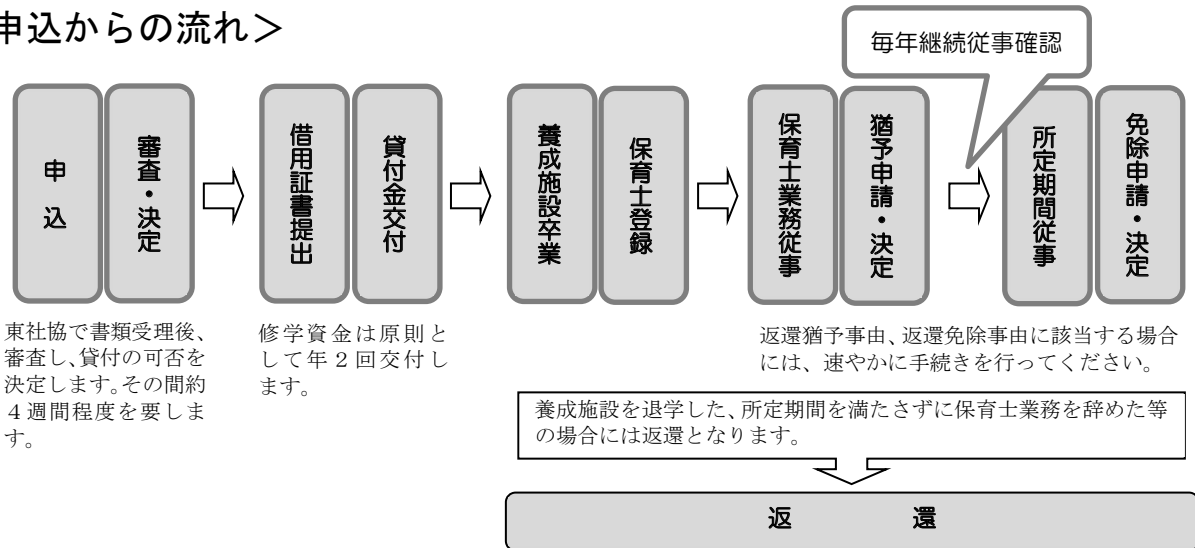 申込からの流れ＞
毎年継続従事確認
申込
審査・決定
借用証書提出
貸付金交付
養成施設卒業
保育士登録
保育士業務従事
猶予申請・決定
所定期間従事
免除申請・決定
東社協で書類受理後、
審査し、貸付の可否を
決定します。その間約
４週間程度を要しま
す。
修学資金は原則と
して年２回交付し
ます。
返還猶予事由、返還免除事由に該当する場合
には、速やかに手続きを行ってください。
養成施設を退学した、所定期間を満たさずに保育士業務を辞めた等
の場合には返還となります。
返還